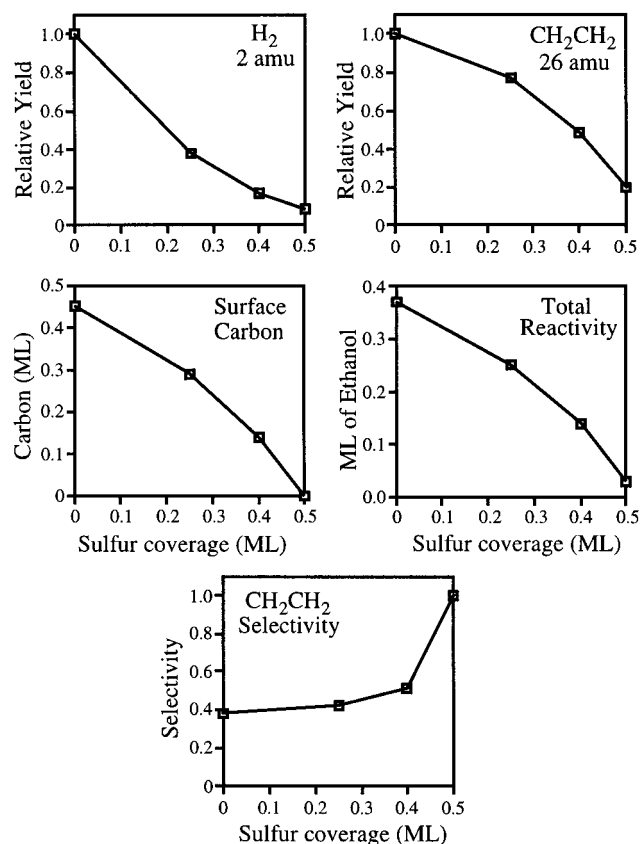 H2
2 amu
Relative Yield
1.0
0.8
0.6
0.4
0.2
0
0 0.1 0.2 0.3 0.4 0.5
CH2CH2
26 amu
Relative Yield
1.0
0.8
0.6
0.4
0.2
0
0 0.1 0.2 0.3 0.4 0.5
Surface
Carbon
Carbon (ML)
0.5
0.4
0.3
0.2
0.1
0
0 0.1 0.2 0.3 0.4 0.5
Sulfur coverage (ML)
Total
Reactivity
ML of Ethanol
0.4
0.3
0.2
0.1
0.0
0 0.1 0.2 0.3 0.4 0.5
Sulfur coverage (ML)
CH2CH2
Selectivity
Selectivity
1.0
0.8
0.6
0.4
0.2
0
0 0.1 0.2 0.3 0.4 0.5
Sulfur coverage (ML)